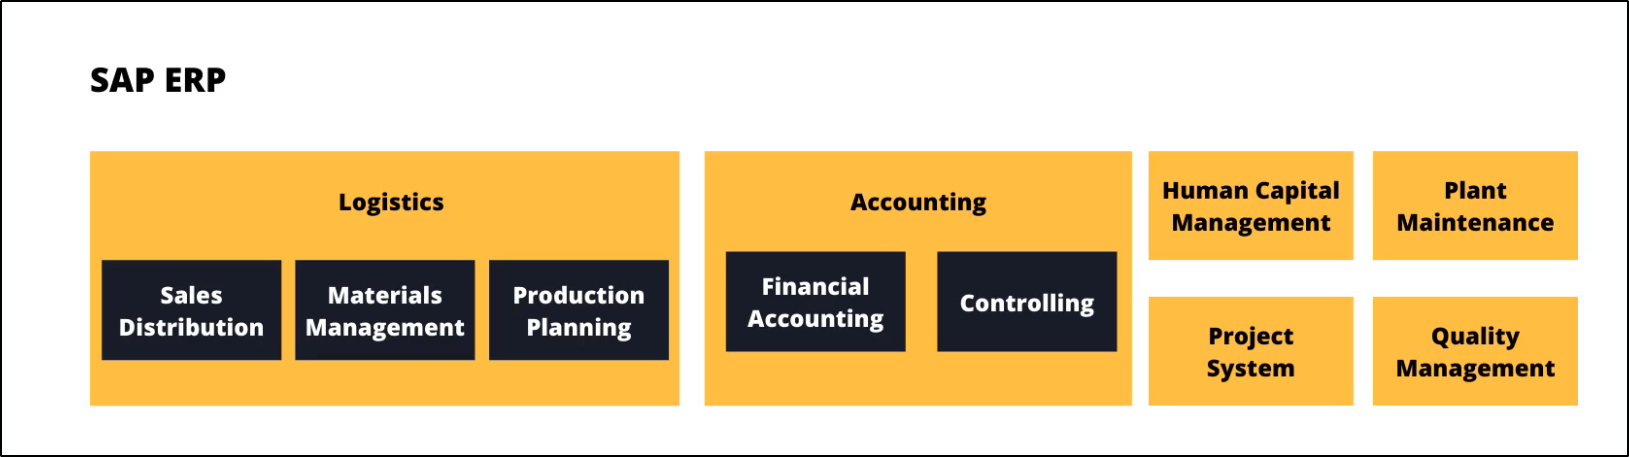 SAP ERP
Logistics
Sales
Distribution
Materials
Management
Production
Planning
Accounting
Financial
Accounting
Controlling
Human Capital
Management
Plant
Maintenance
Project
System
Quality
Management